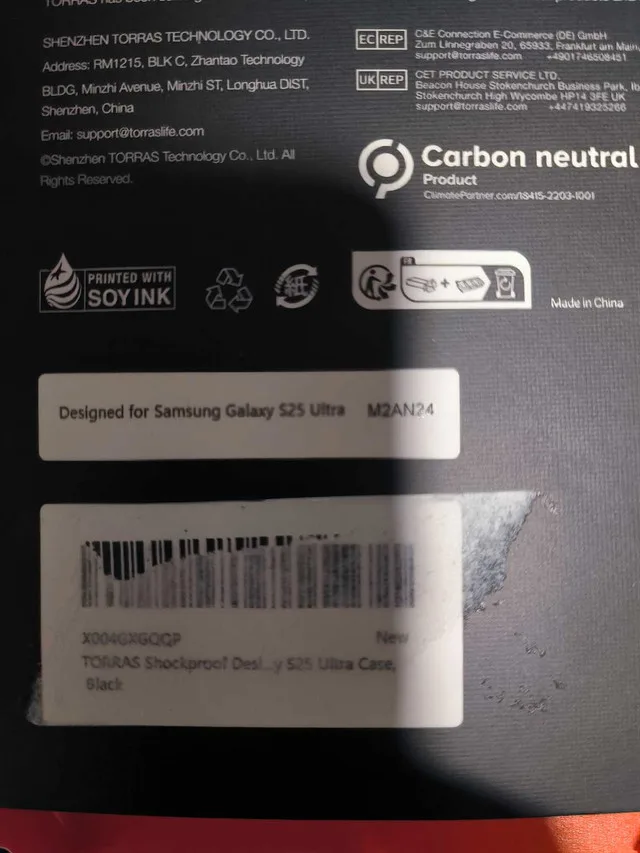 SHENZHEN TORRAS TECHNOLOGY CO., LTD.
Address: RM1215, BLK C, Zhantao Technology
BLDG, Minzhi Avenue, Minzhi ST, Longhua DIST,
Shenzhen, China
Email: support@torraslife.com
©Shenzhen TORRAS Technology Co., Ltd. All
Rights Reserved.
EC REP
C&E Connection E-Commerce (DE) GmbH
Zum Linnegraben 20, 65933, Frankfurt am Main,
support@torraslife.com +4901746508451
UK REP
CET PRODUCT SERVICE LTD.
Beacon House Stokenchurch Business Park, Ib
Stokenchurch High Wycombe HP14 3FE UK
support@torraslife.com +447419325266
Carbon neutral
Product
ClimatePartner.com/18415-2203-1001
PRINTED WITH
SOY INK
紙
FR
+
Made in China
Designed for Samsung Galaxy S25 Ultra M2AN24
X004GXGQQP New
TORRAS Shockproof Desi...y S25 Ultra Case,
Black